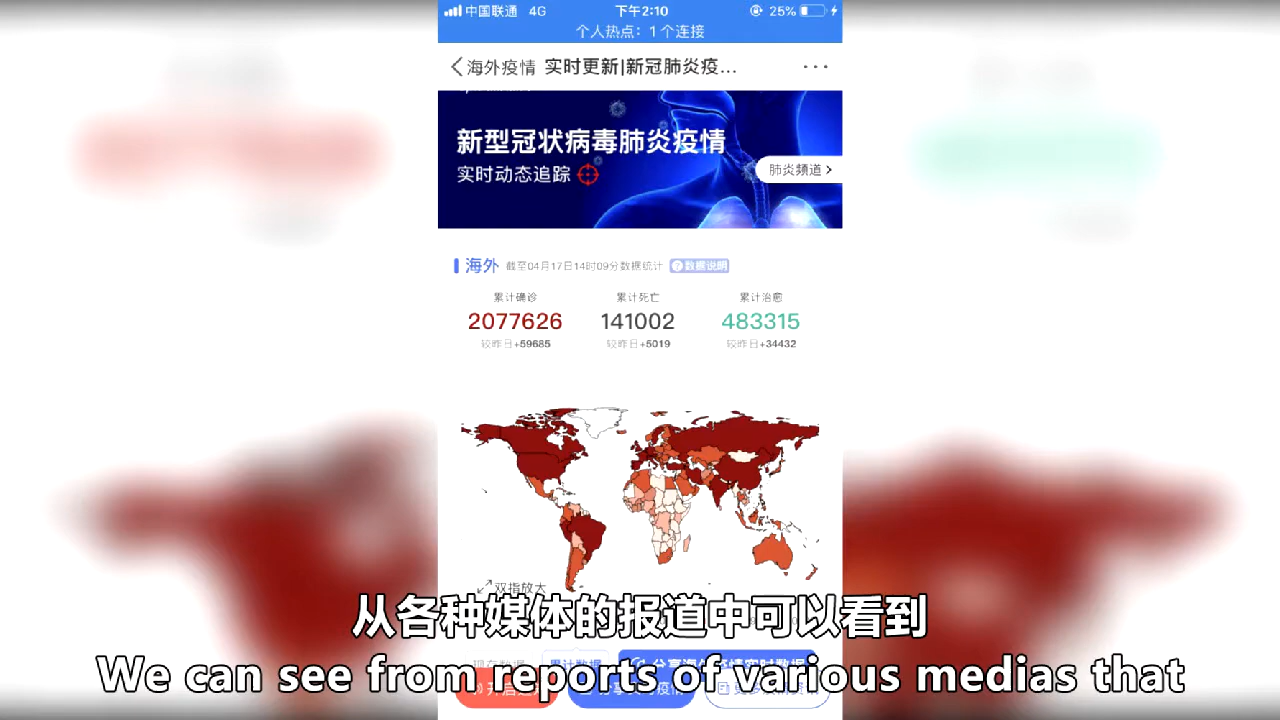 中国联通 4G 下午2:10 25%
个人热点：1 个连接
海外疫情 实时更新|新冠肺炎疫... ...
新型冠状病毒肺炎疫情
实时动态追踪
肺炎频道
海外 截至04月17日14时09分数据统计 ? 数据说明
累计确诊 累计死亡 累计治愈
2077626 141002 483315
较昨日+59685 较昨日+5019 较昨日+34432
双指放大
从各种媒体的报道中可以看到
We can see from reports of various medias that